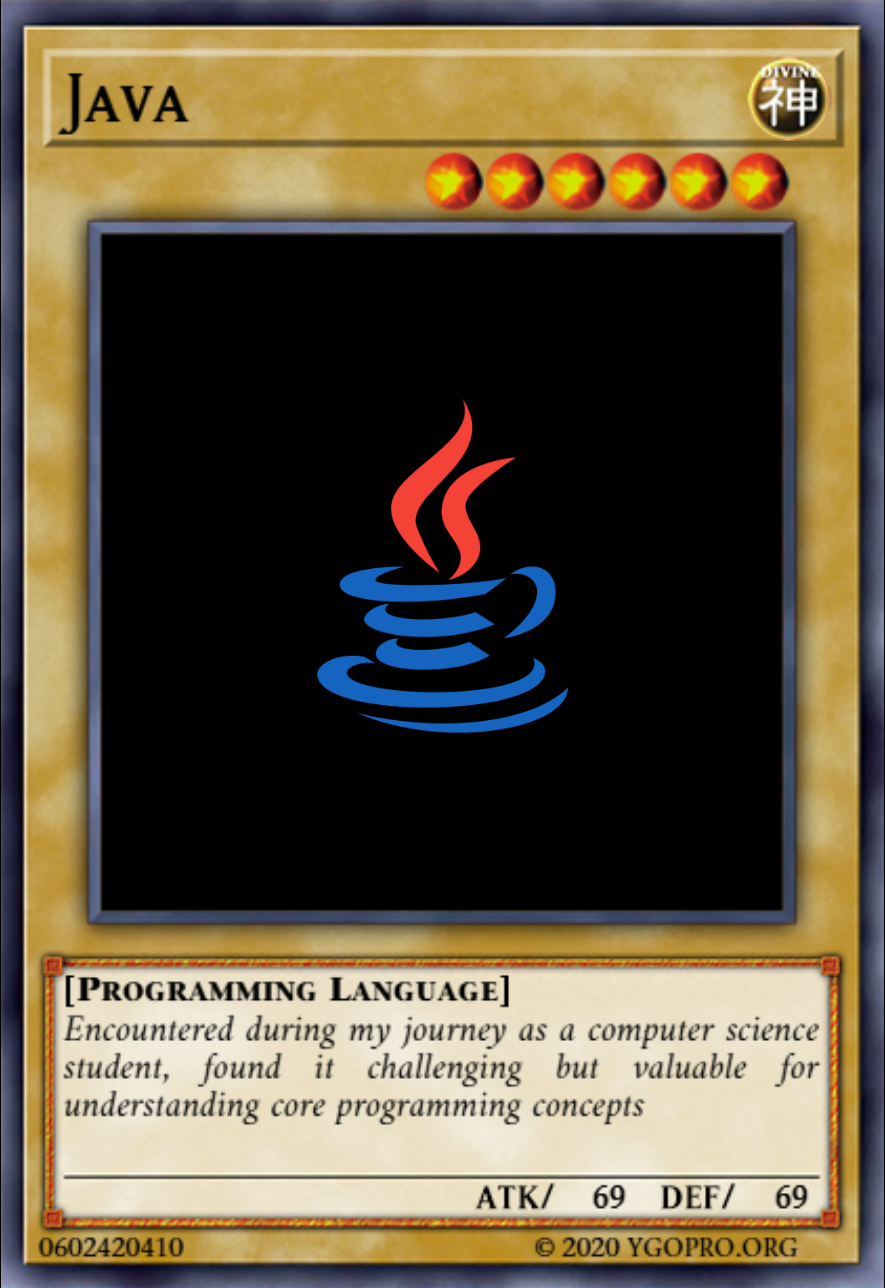 Java
DIVINE
神
[Programming Language]
Encountered during my journey as a computer science
student, found it challenging but valuable for
understanding core programming concepts
ATK/ 69 DEF/ 69
0602420410 © 2020 YGOPRO.ORG